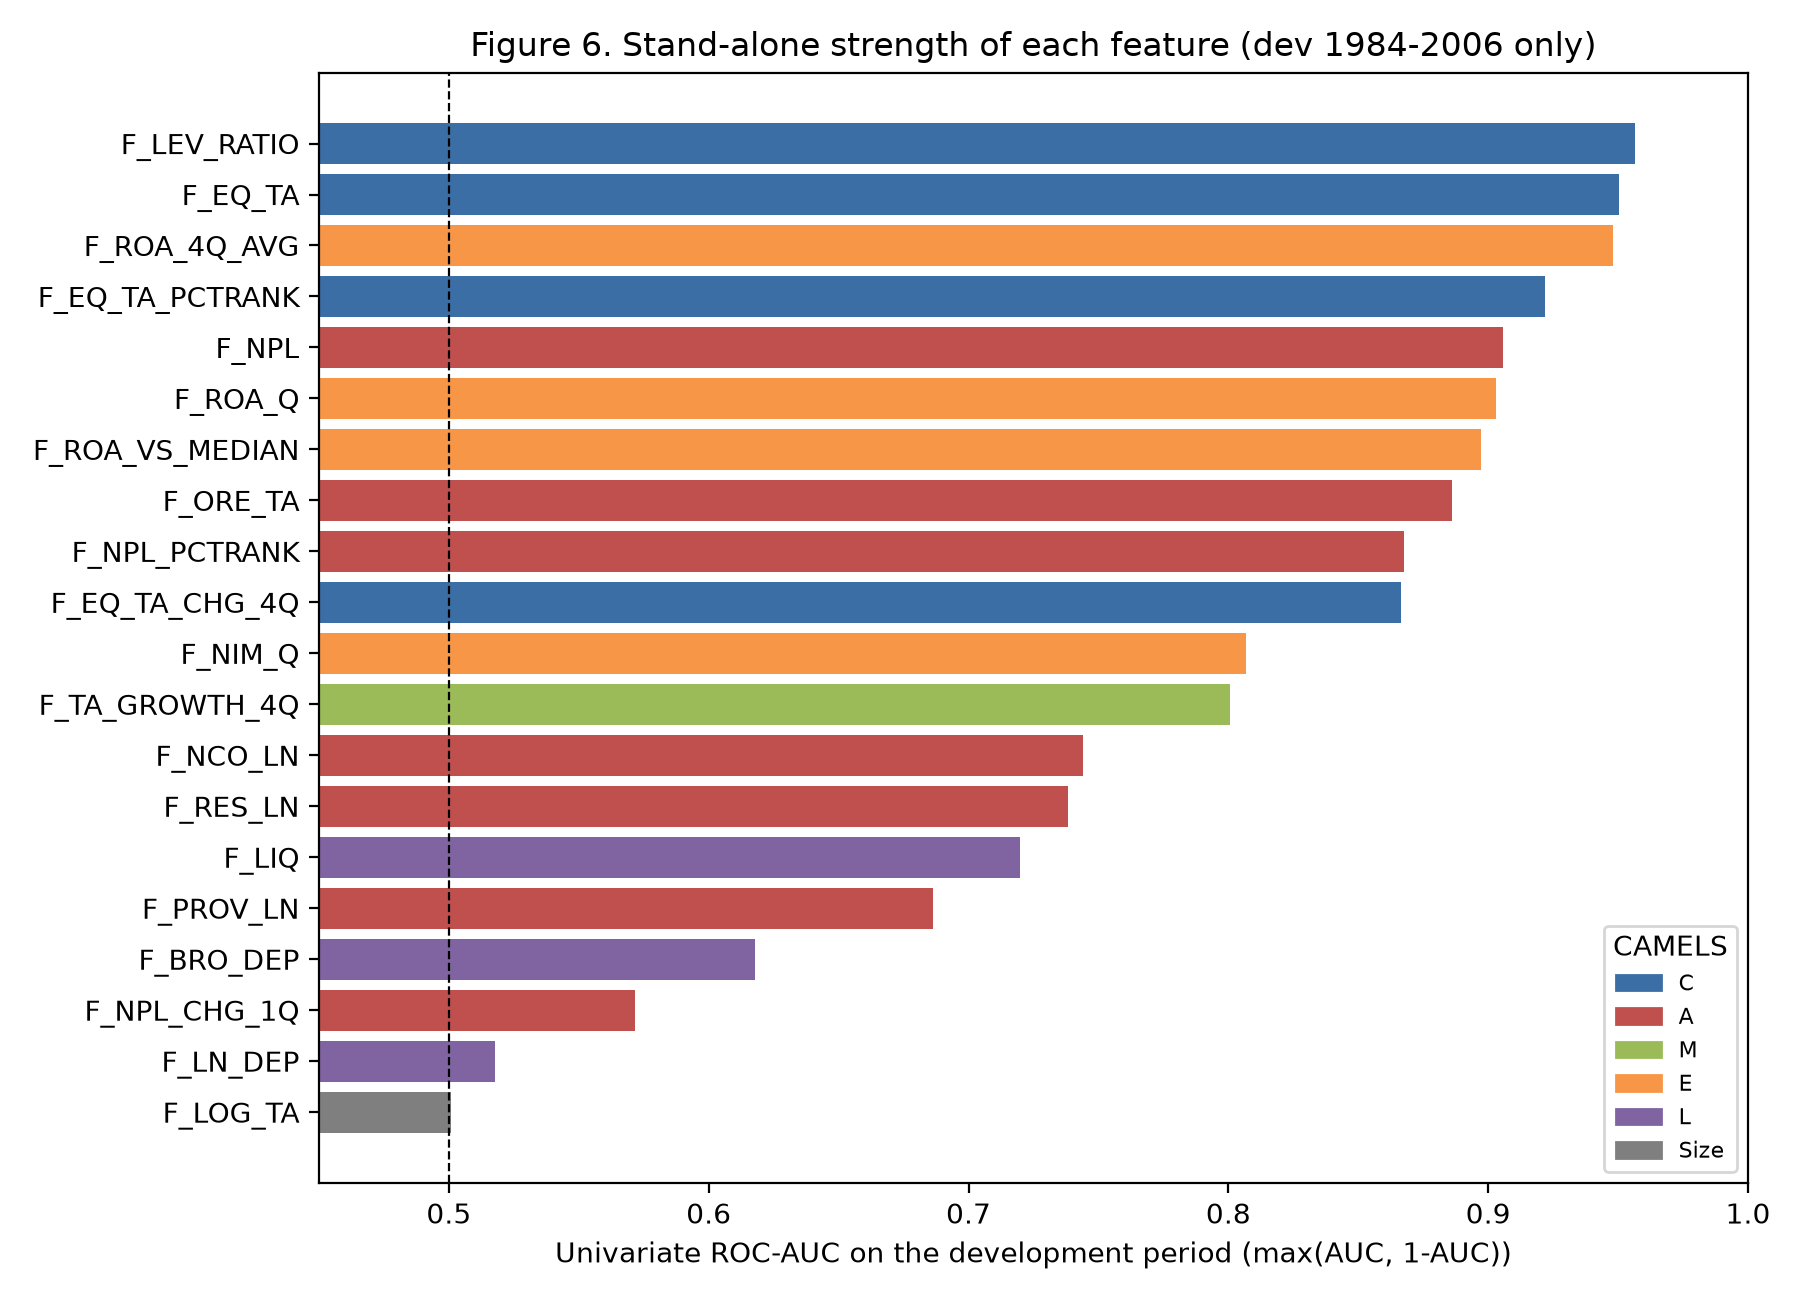 Figure 6. Stand-alone strength of each feature (dev 1984-2006 only)
F_LEV_RATIO
F_EQ_TA
F_ROA_4Q_AVG
F_EQ_TA_PCTRANK
F_NPL
F_ROA_Q
F_ROA_VS_MEDIAN
F_ORE_TA
F_NPL_PCTRANK
F_EQ_TA_CHG_4Q
F_NIM_Q
F_TA_GROWTH_4Q
F_NCO_LN
F_RES_LN
F_LIQ
F_PROV_LN
F_BRO_DEP
F_NPL_CHG_1Q
F_LN_DEP
F_LOG_TA
CAMELS
C
A
M
E
L
Size
0.5 0.6 0.7 0.8 0.9 1.0
Univariate ROC-AUC on the development period (max(AUC, 1-AUC))